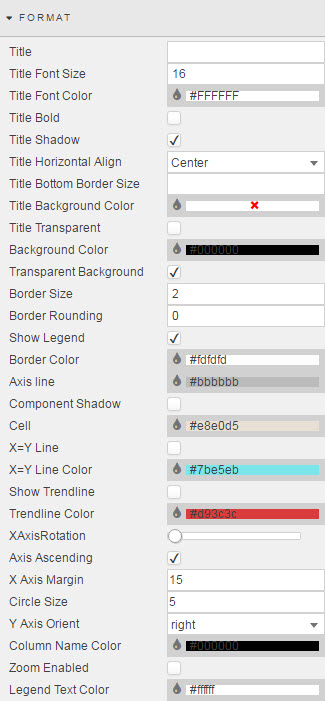 FORMAT
Title
Title Font Size 16
Title Font Color #FFFFFF
Title Bold
Title Shadow
Title Horizontal Align Center
Title Bottom Border Size
Title Background Color
Title Transparent
Background Color #000000
Transparent Background
Border Size 2
Border Rounding 0
Show Legend
Border Color #fdfdfd
Axis line #bbbbbb
Component Shadow
Cell #e8e0d5
X=Y Line
X=Y Line Color #7be5eb
Show Trendline
Trendline Color #d93c3c
XAxisRotation
Axis Ascending
X Axis Margin 15
Circle Size 5
Y Axis Orient right
Column Name Color #000000
Zoom Enabled
Legend Text Color #ffffff